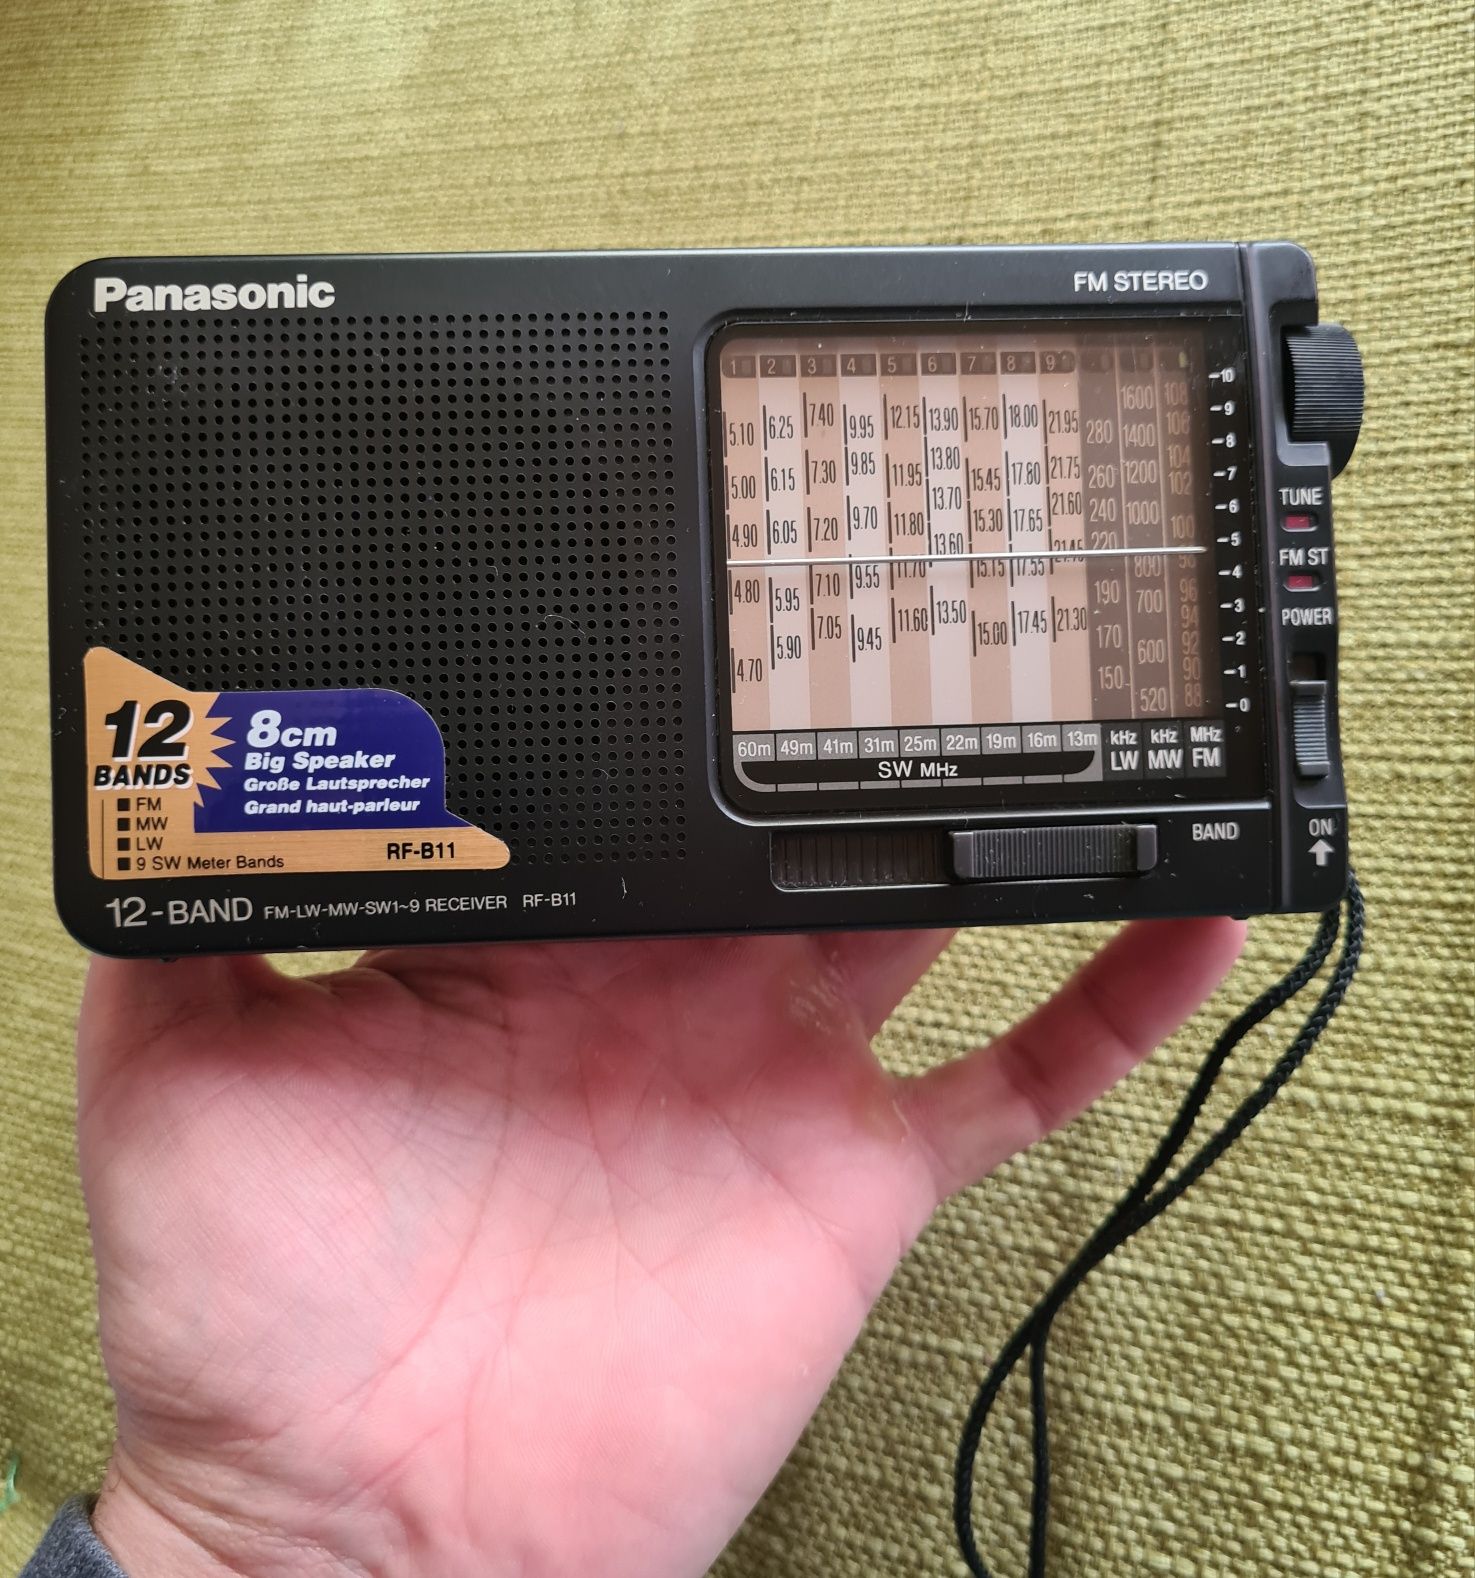 Panasonic
FM STEREO
1 2 3 4 5 6 7 8 9
5.10 6.25 7.40 9.95 12.15 13.90 15.70 18.00 21.95 280 1600 108
5.00 6.15 7.30 9.85 11.95 13.80 15.45 17.80 21.75 260 1400 106
4.90 6.05 7.20 9.70 11.80 13.70 15.30 17.65 21.60 240 1200 104
4.80 5.95 7.10 9.55 11.70 13.60 15.15 17.55 21.45 220 1000 102
4.70 5.90 7.05 9.45 11.60 13.50 15.00 17.45 21.30 190 800 100
170 700 98
150 600 96
520 94
92
90
88
10
9
8
7
6
5
4
3
2
1
0
60m 49m 41m 31m 25m 22m 19m 16m 13m
SW MHz
kHz kHz MHz
LW MW FM
TUNE
FM ST
POWER
ON
BAND
12
BANDS
FM
MW
LW
9 SW Meter Bands
8cm
Big Speaker
Große Lautsprecher
Grand haut-parleur
RF-B11
12-BAND FM-LW-MW-SW1~9 RECEIVER RF-B11